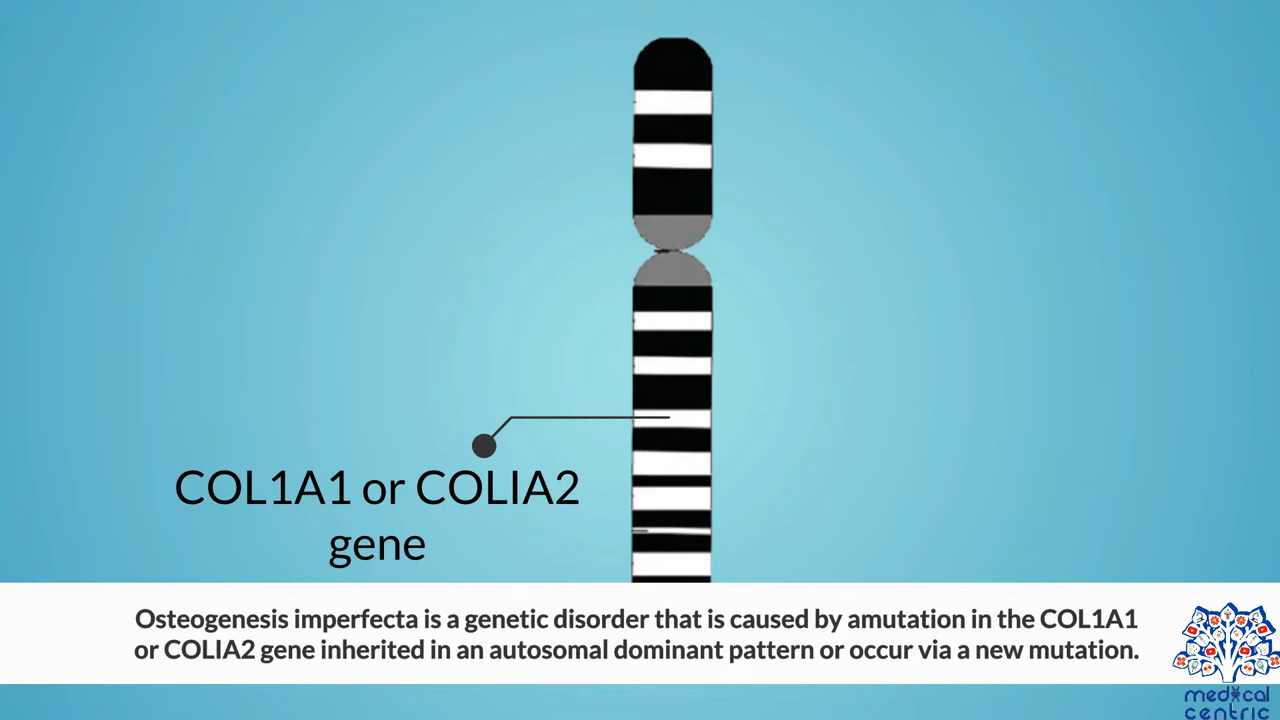 COL1A1 or COLIA2
gene
Osteogenesis imperfecta is a genetic disorder that is caused by amutation in the COL1A1
or COLIA2 gene inherited in an autosomal dominant pattern or occur via a new mutation.
medical
centric